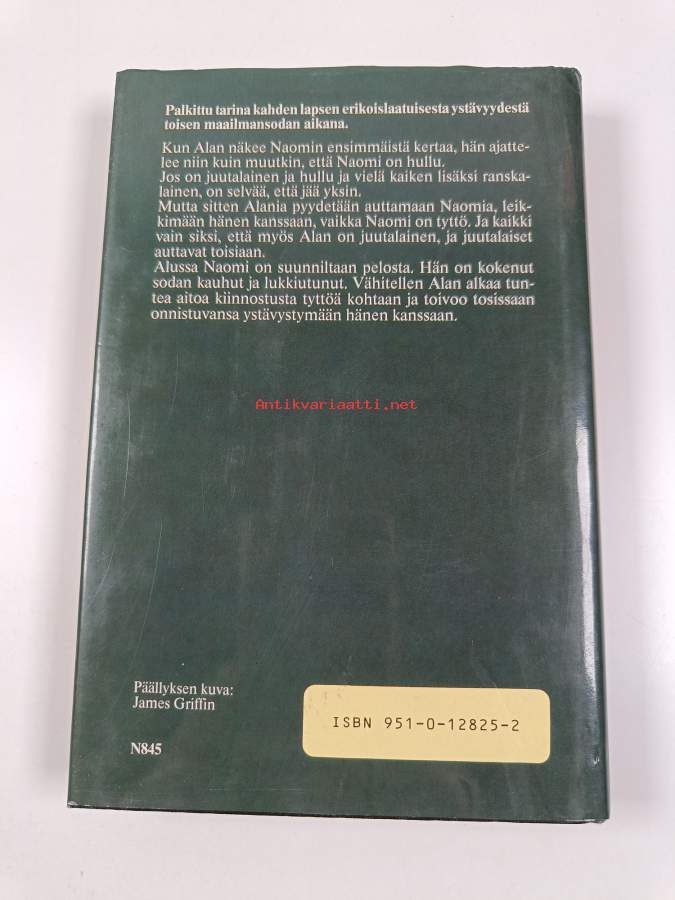 Palkittu tarina kahden lapsen erikoislaatuisesta ystävyydestä
toisen maailmansodan aikana.
Kun Alan näkee Naomin ensimmäistä kertaa, hän ajatte-
lee niin kuin muutkin, että Naomi on hullu.
Jos on juutalainen ja hullu ja vielä kaiken lisäksi ranska-
lainen, on selvää, että jää yksin.
Mutta sitten Alania pyydetään auttamaan Naomia, leik-
kimään hänen kanssaan, vaikka Naomi on tyttö. Ja kaikki
vain siksi, että myös Alan on juutalainen, ja juutalaiset
auttavat toisiaan.
Alussa Naomi on suunniltaan pelosta. Hän on kokenut
sodan kauhut ja lukkiutunut. Vähitellen Alan alkaa tun-
tea aitoa kiinnostusta tyttöä kohtaan ja toivoo tosissaan
onnistuvansa ystävystymään hänen kanssaan.
Antikvariaatti.net
Päällyksen kuva:
James Griffin
ISBN 951-0-12825-2
N845